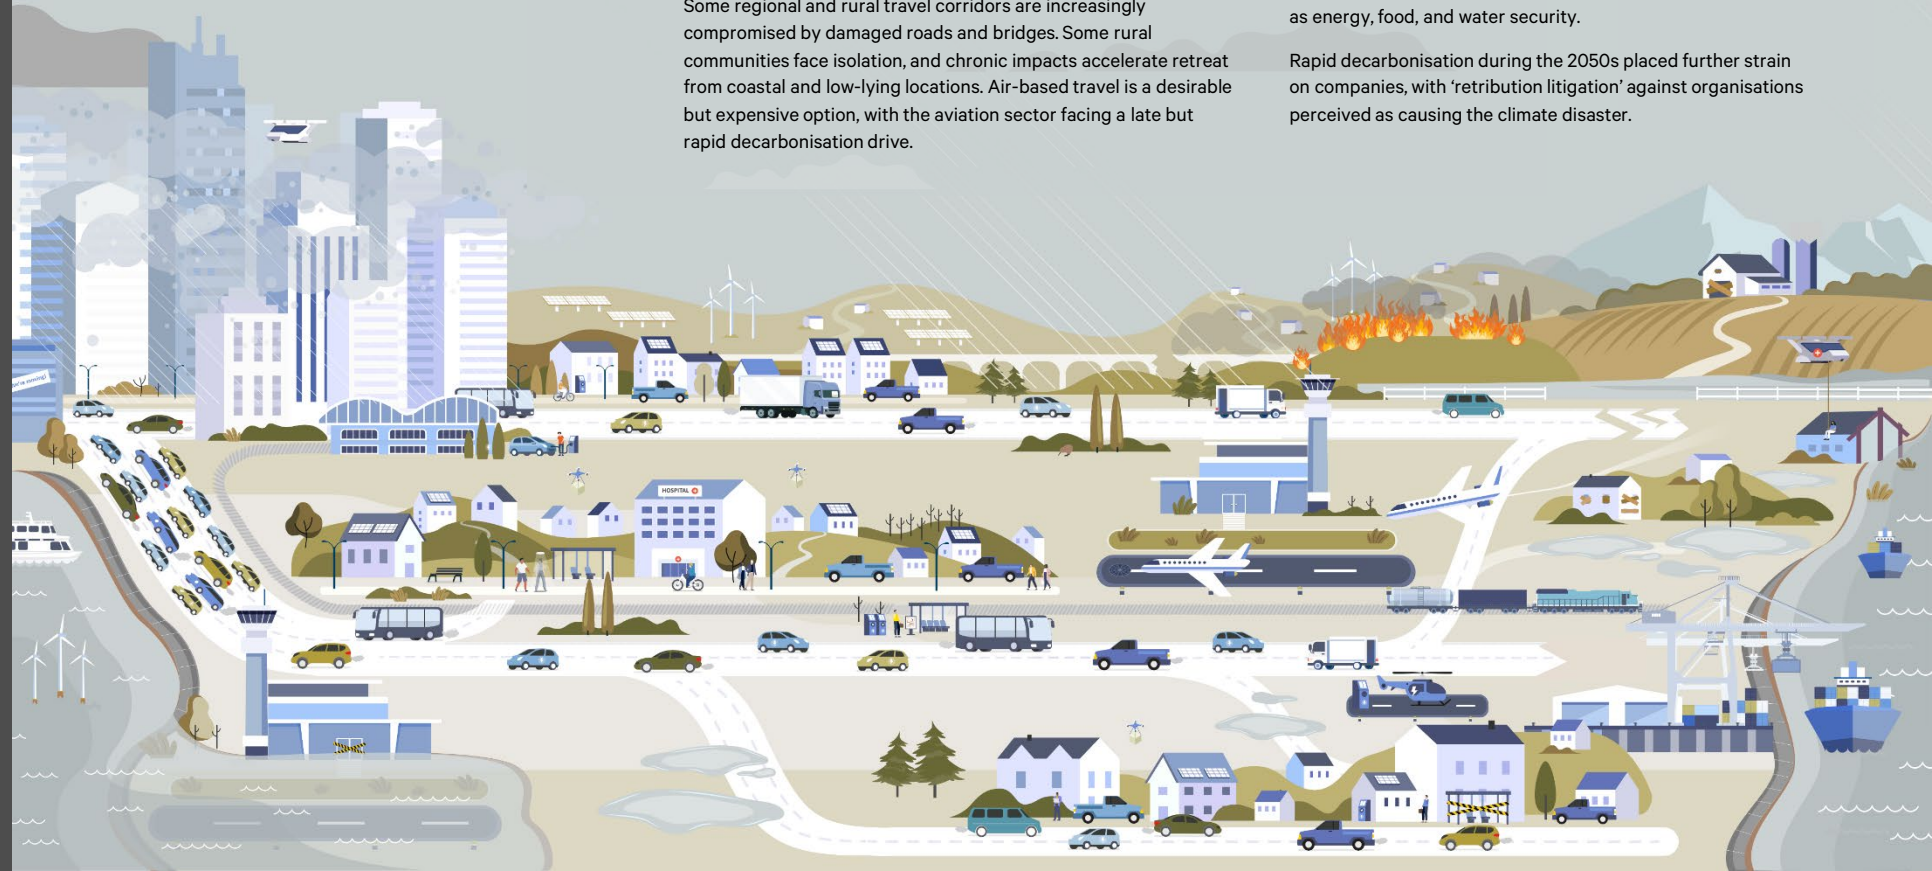 Some regional and rural travel corridors are increasingly
compromised by damaged roads and bridges. Some rural
communities face isolation, and chronic impacts accelerate retreat
from coastal and low-lying locations. Air-based travel is a desirable
but expensive option, with the aviation sector facing a late but
rapid decarbonisation drive.
as energy, food, and water security.
Rapid decarbonisation during the 2050s placed further strain
on companies, with ‘retribution litigation’ against organisations
perceived as causing the climate disaster.
moving!
HOSPITAL